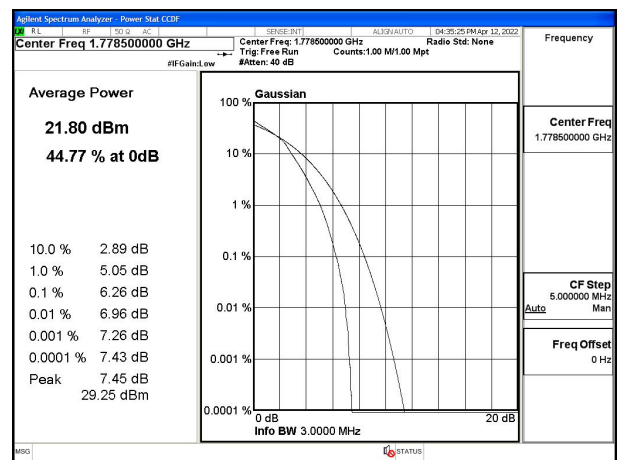 Agilent Spectrum Analyzer - Power Stat CCDF
RL RF 50 Ω AC SENSE:INT ALIGN AUTO 04:35:25 PM Apr 12, 2022
Center Freq 1.778500000 GHz
Center Freq: 1.778500000 GHz Radio Std: None
Trig: Free Run Counts:1.00 M/1.00 Mpt
#IFGain:Low #Atten: 40 dB
Frequency
Average Power
21.80 dBm
44.77 % at 0dB
10.0 % 2.89 dB
1.0 % 5.05 dB
0.1 % 6.26 dB
0.01 % 6.96 dB
0.001 % 7.26 dB
0.0001 % 7.43 dB
Peak 7.45 dB
29.25 dBm
Gaussian
100 %
10 %
1 %
0.1 %
0.01 %
0.001 %
0.0001 %
0 dB 20 dB
Info BW 3.0000 MHz
Center Freq
1.778500000 GHz
CF Step
5.000000 MHz
Auto Man
Freq Offset
0 Hz
MSG STATUS